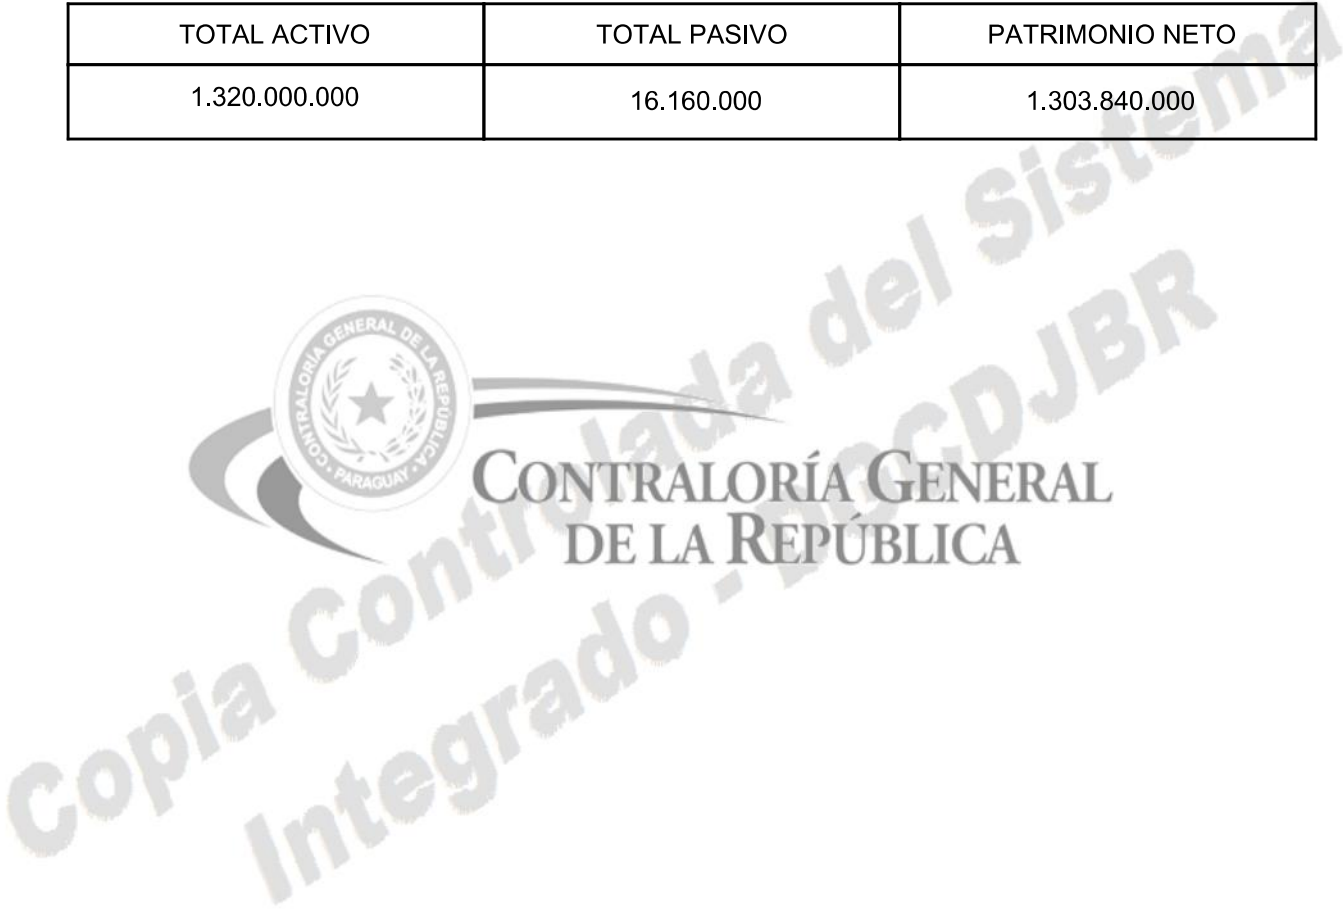 TOTAL ACTIVO TOTAL PASIVO PATRIMONIO NETO
1.320.000.000 16.160.000 1.303.840.000
CONTRALORÍA GENERAL DE LA REPÚBLICA
PARAGUAY
CONTRALORÍA GENERAL
DE LA REPÚBLICA
Copia Controlada del Sistema
Integrado - DGCDJBR